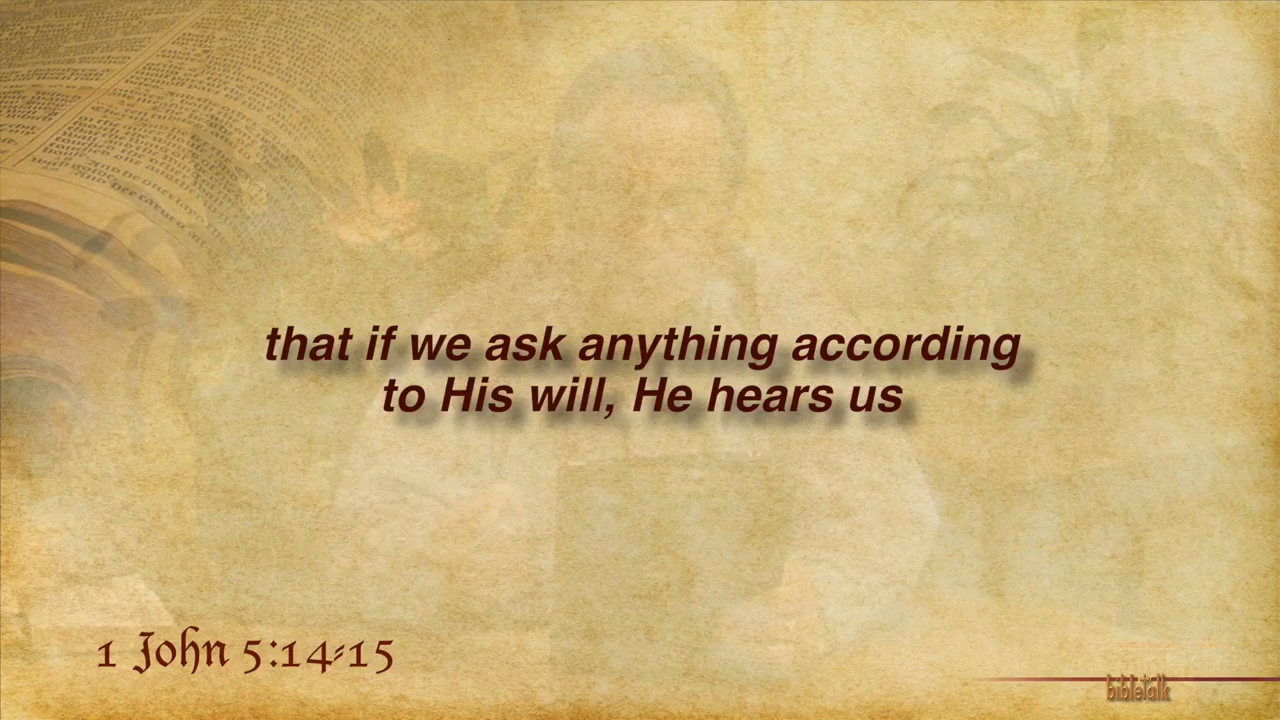 that if we ask anything according
to His will, He hears us
1 John 5:14-15
bibletalk